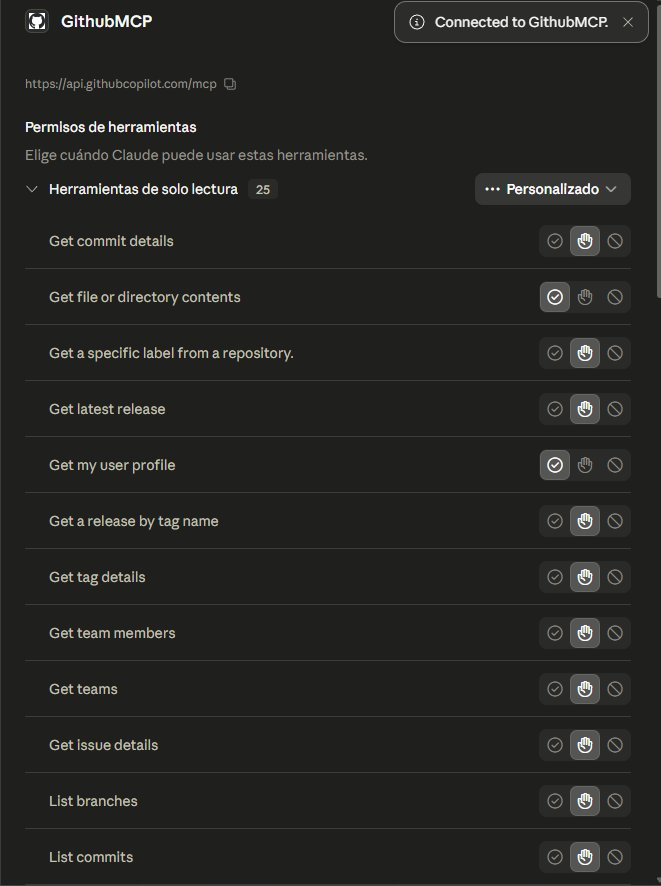 GithubMCP
Connected to GithubMCP.
https://api.githubcopilot.com/mcp
Permisos de herramientas
Elige cuándo Claude puede usar estas herramientas.
Herramientas de solo lectura 25
Personalizado
Get commit details
Get file or directory contents
Get a specific label from a repository.
Get latest release
Get my user profile
Get a release by tag name
Get tag details
Get team members
Get teams
Get issue details
List branches
List commits